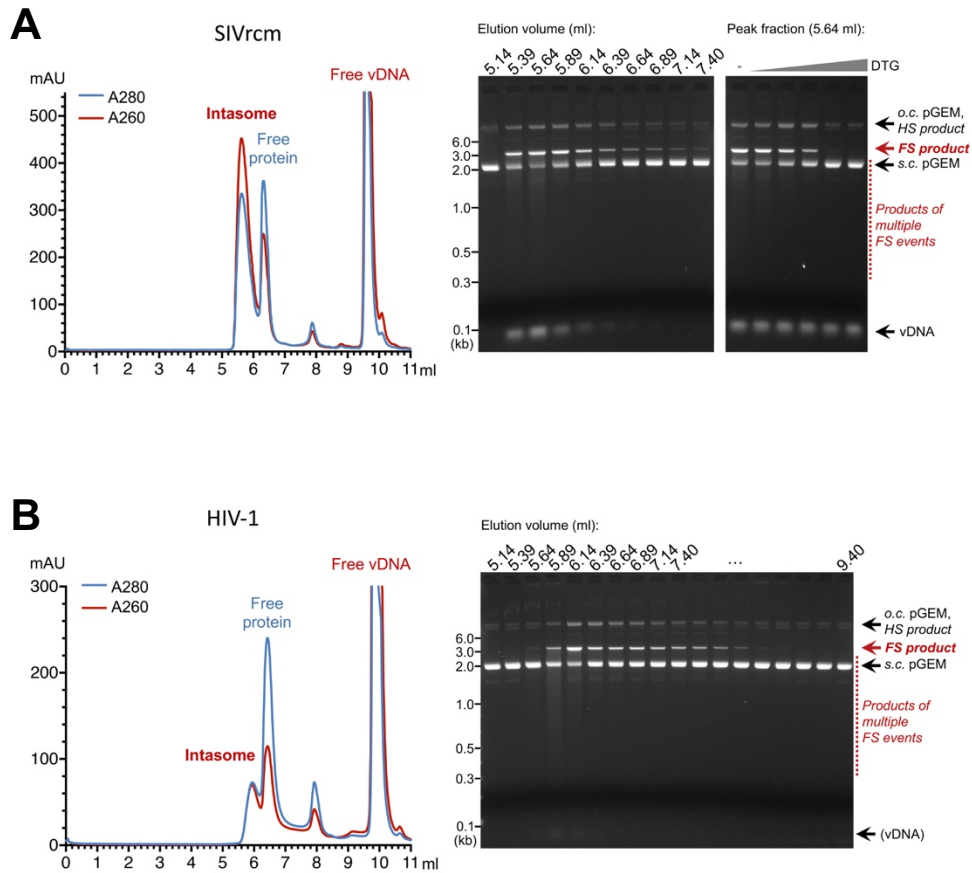 A
SIVrcm
mAU
Free vDNA
500
A280
A260
Intasome
Free
protein
400
300
200
100
0
0 1 2 3 4 5 6 7 8 9 10 11 ml
Elution volume (ml):
5.14 5.39 5.64 5.89 6.14 6.39 6.64 6.89 7.14 7.40
Peak fraction (5.64 ml):
- DTG
o.c. pGEM,
HS product
6.0
FS product
3.0
s.c. pGEM
2.0
1.0
Products of
multiple
FS events
0.5
0.3
0.1
(kb)
vDNA
B
HIV-1
mAU
Free vDNA
300
A280
A260
Free
protein
200
Intasome
100
0
0 1 2 3 4 5 6 7 8 9 10 11 ml
Elution volume (ml):
5.14 5.39 5.64 5.89 6.14 6.39 6.64 6.89 7.14 7.40 ... 9.40
o.c. pGEM,
HS product
6.0
FS product
3.0
s.c. pGEM
2.0
1.0
Products of
multiple
FS events
0.5
0.3
0.1
(kb)
(vDNA)